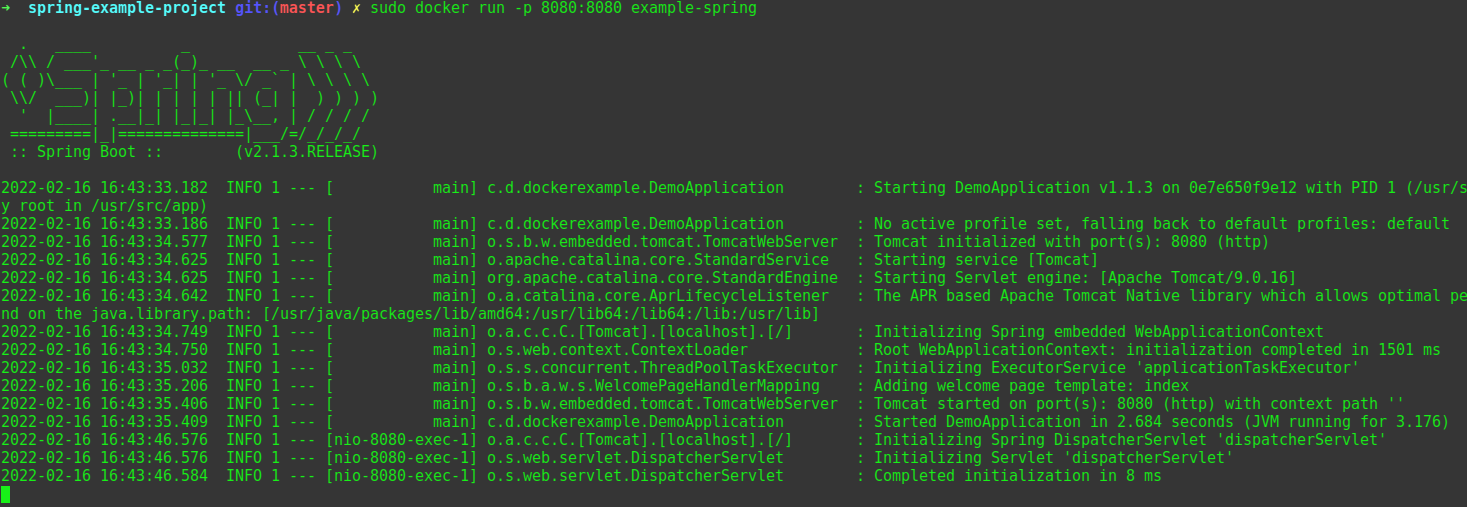 ➜  spring-example-project git:(master) ✗ sudo docker run -p 8080:8080 example-spring

  .   ____          _            __ _ _
 /\\ / ___'_ __ _ _(_)_ __  __ _ \ \ \ \
( ( )\___ | '_ | '_| | '_ \/ _` | \ \ \ \
 \\/  ___)| |_)| | | | | || (_| |  ) ) ) )
  '  |____| .__|_| |_|_| |_\__, | / / / /
 =========|_|==============|___/=/_/_/_/
 :: Spring Boot ::        (v2.1.3.RELEASE)

2022-02-16 16:43:33.182  INFO 1 --- [           main] c.d.dockerexample.DemoApplication        : Starting DemoApplication v1.1.3 on 0e7e650f9e12 with PID 1 (/usr/s
y root in /usr/src/app)
2022-02-16 16:43:33.186  INFO 1 --- [           main] c.d.dockerexample.DemoApplication        : No active profile set, falling back to default profiles: default
2022-02-16 16:43:34.577  INFO 1 --- [           main] o.s.b.w.embedded.tomcat.TomcatWebServer  : Tomcat initialized with port(s): 8080 (http)
2022-02-16 16:43:34.625  INFO 1 --- [           main] o.apache.catalina.core.StandardService   : Starting service [Tomcat]
2022-02-16 16:43:34.625  INFO 1 --- [           main] org.apache.catalina.core.StandardEngine  : Starting Servlet engine: [Apache Tomcat/9.0.16]
2022-02-16 16:43:34.642  INFO 1 --- [           main] o.a.catalina.core.AprLifecycleListener   : The APR based Apache Tomcat Native library which allows optimal pe
nd on the java.library.path: [/usr/java/packages/lib/amd64:/usr/lib64:/lib64:/lib:/usr/lib]
2022-02-16 16:43:34.749  INFO 1 --- [           main] o.a.c.c.C.[Tomcat].[localhost].[/]       : Initializing Spring embedded WebApplicationContext
2022-02-16 16:43:34.750  INFO 1 --- [           main] o.s.web.context.ContextLoader            : Root WebApplicationContext: initialization completed in 1501 ms
2022-02-16 16:43:35.032  INFO 1 --- [           main] o.s.s.concurrent.ThreadPoolTaskExecutor  : Initializing ExecutorService 'applicationTaskExecutor'
2022-02-16 16:43:35.206  INFO 1 --- [           main] o.s.b.a.w.s.WelcomePageHandlerMapping    : Adding welcome page template: index
2022-02-16 16:43:35.406  INFO 1 --- [           main] o.s.b.w.embedded.tomcat.TomcatWebServer  : Tomcat started on port(s): 8080 (http) with context path ''
2022-02-16 16:43:35.409  INFO 1 --- [           main] c.d.dockerexample.DemoApplication        : Started DemoApplication in 2.684 seconds (JVM running for 3.176)
2022-02-16 16:43:46.576  INFO 1 --- [nio-8080-exec-1] o.a.c.c.C.[Tomcat].[localhost].[/]       : Initializing Spring DispatcherServlet 'dispatcherServlet'
2022-02-16 16:43:46.576  INFO 1 --- [nio-8080-exec-1] o.s.web.servlet.DispatcherServlet        : Initializing Servlet 'dispatcherServlet'
2022-02-16 16:43:46.584  INFO 1 --- [nio-8080-exec-1] o.s.web.servlet.DispatcherServlet        : Completed initialization in 8 ms